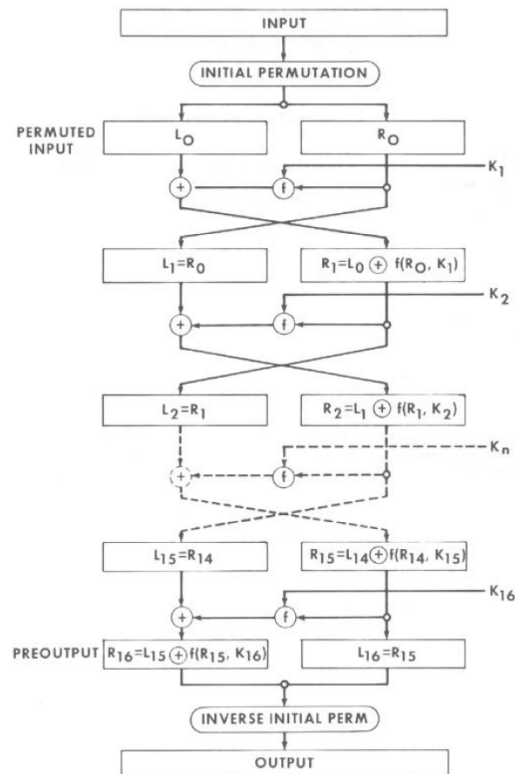 INPUT
INITIAL PERMUTATION
PERMUTED
INPUT
L₀
R₀
K₁
+
f
L₁=R₀
R₁=L₀ ⊕ f(R₀, K₁)
K₂
+
f
L₂=R₁
R₂=L₁ ⊕ f(R₁, K₂)
Kₙ
+
f
L₁₅=R₁₄
R₁₅=L₁₄ ⊕ f(R₁₄, K₁₅)
K₁₆
+
f
PREOUTPUT
R₁₆=L₁₅ ⊕ f(R₁₅, K₁₆)
L₁₆=R₁₅
INVERSE INITIAL PERM
OUTPUT